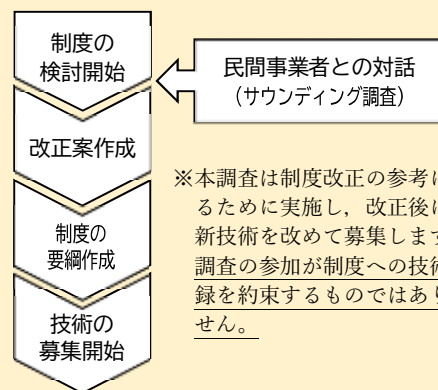 制度の
検討開始
民間事業者との対話
（サウンディング調査）
改正案作成
※本調査は制度改正の参考に
るために実施し，改正後に
新技術を改めて募集します
調査の参加が制度への技術
録を約束するものではあり
せん。
制度の
要綱作成
技術の
募集開始